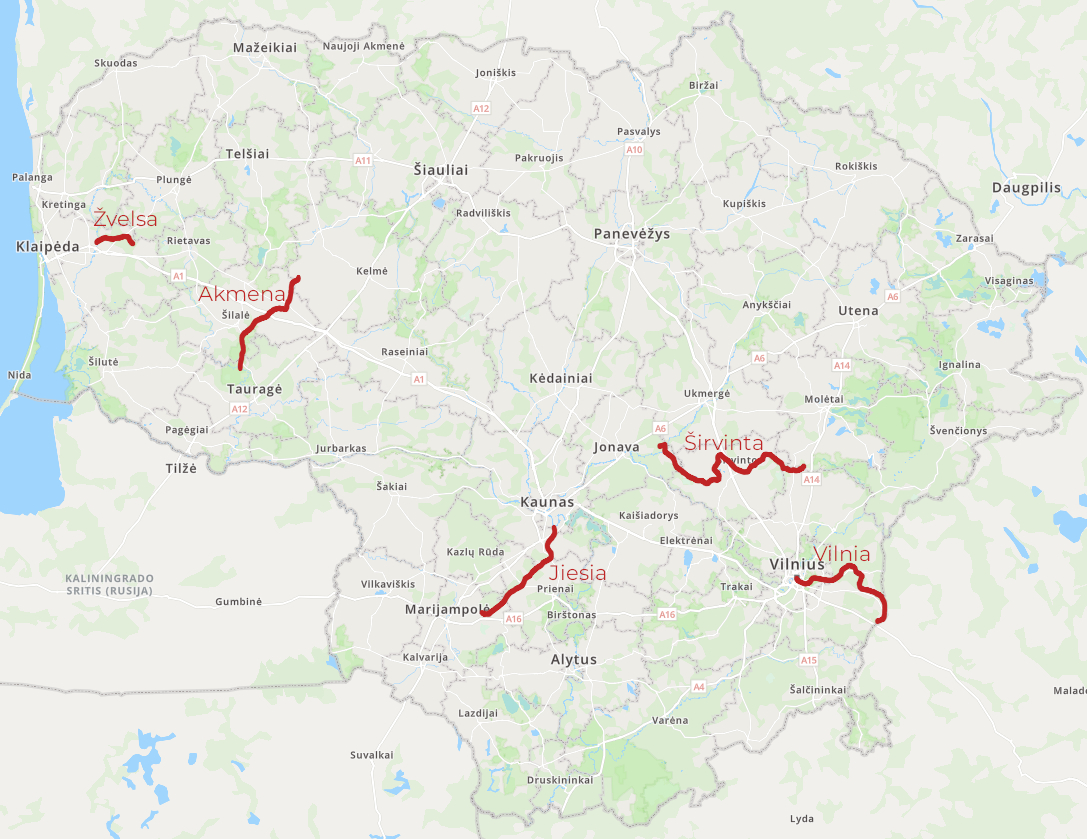 Mažeikiai
Naujoji Akmenė
Skuodas
Joniškis
Biržai
A12
Pasvalys
A10
Telšiai
A11
Pakruojis
Šiauliai
Rokiškis
Palanga
Plungė
Daugpilis
Kretinga
Kupiškis
Žvelsa
Radviliškis
Panevėžys
Klaipėda
Rietavas
Zarasai
A1
Kelmė
Visaginas
Akmena
A6
Anykščiai
Utena
Šilalė
Raseiniai
A6
Šilutė
A14
Ignalina
Nida
A1
Kėdainiai
Tauragė
Ukmergė
Molėtai
A12
Pagėgiai
A6
Švenčionys
Jurbarkas
Jonava
Širvinta
Tilžė
A14
Šakiai
Kaunas
Kaišiadorys
Elektrėnai
Kazlų Rūda
Vilnia
Vilnius
KALININGRADO
SRITIS (RUSIJA)
Jiesia
Vilkaviškis
Prienai
Trakai
Gumbinė
Marijampolė
A16
Birštonas
A16
Kalvarija
Alytus
A15
A4
Šalčininkai
Malade
Lazdijai
Varėna
Suvalkai
Druskininkai
Lyda